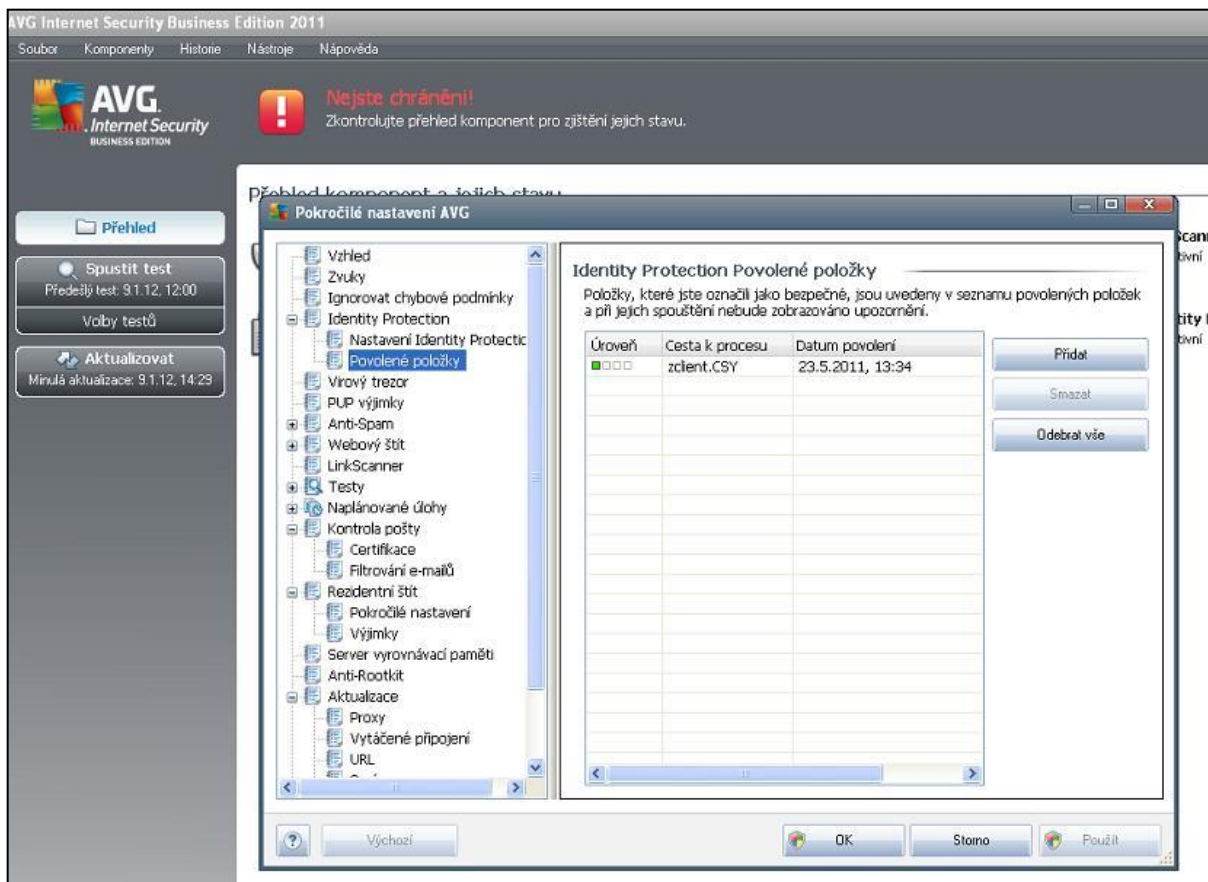 AVG Internet Security Business Edition 2011
Soubor Komponenty Historie Nástroje Nápověda
AVG.
Internet Security
BUSINESS EDITION
Nejste chráněni!
Zkontrolujte přehled komponent pro zjištění jejich stavu.
Přehled
Spustit test
Předešlý test: 9.1.12, 12:00
Volby testů
Aktualizovat
Minulá aktualizace: 9.1.12, 14:29
Přehled komponent a jejich stavu
Pokročilé nastavení AVG
Vzhled
Zvuky
Ignorovat chybové podmínky
Identity Protection
Nastavení Identity Protectic
Povolené položky
Virový trezor
PUP výjimky
Anti-Spam
Webový štít
LinkScanner
Testy
Naplánované úlohy
Kontrola pošty
Certifikace
Filtrování e-mailů
Rezidentní štít
Pokročilé nastavení
Výjimky
Server vyrovnávací paměti
Anti-Rootkit
Aktualizace
Proxy
Vytáčené připojení
URL
Identity Protection Povolené položky
Položky, které jste označili jako bezpečné, jsou uvedeny v seznamu povolených položek
a při jejich spouštění nebude zobrazováno upozornění.
Úroveň Cesta k procesu Datum povolení
zclient.CSY 23.5.2011, 13:34
Přidat
Smazat
Odebrat vše
Výchozí
OK
Storno
Použít